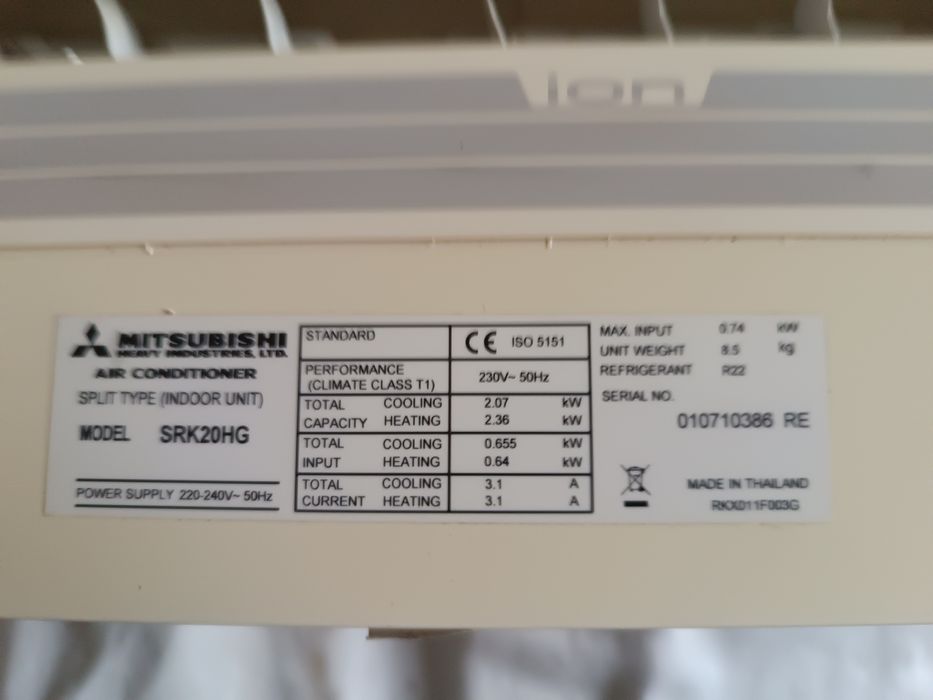 ion
MITSUBISHI
HEAVY INDUSTRIES, LTD.
AIR CONDITIONER
SPLIT TYPE (INDOOR UNIT)
MODEL SRK20HG
POWER SUPPLY 220-240V~ 50Hz
STANDARD CE ISO 5151
PERFORMANCE
(CLIMATE CLASS T1) 230V~ 50Hz
TOTAL COOLING 2.07 kW
CAPACITY HEATING 2.36 kW
TOTAL COOLING 0.655 kW
INPUT HEATING 0.64 kW
TOTAL COOLING 3.1 A
CURRENT HEATING 3.1
MAX. INPUT 0.74 kW
UNIT WEIGHT 8.5 kg
REFRIGERANT R22
SERIAL NO.
010710386 RE
MADE IN THAILAND
RKX011F003G